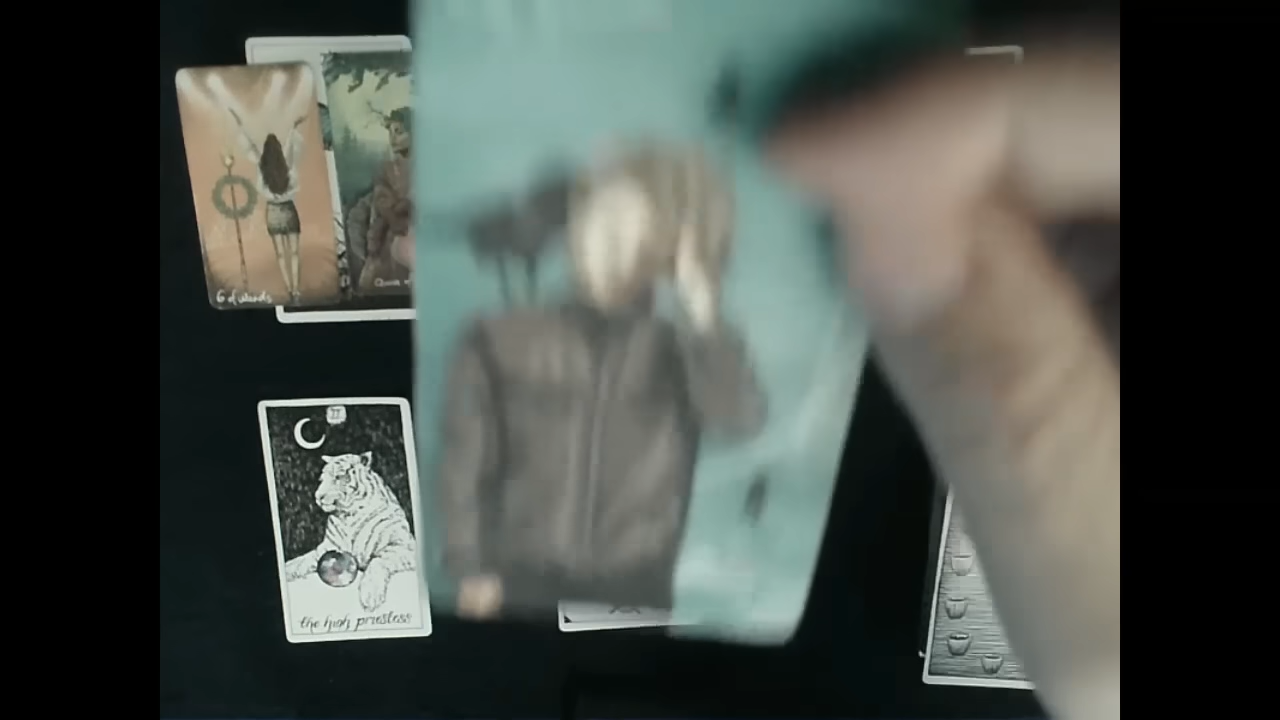 6 of wands
II
the high priestess